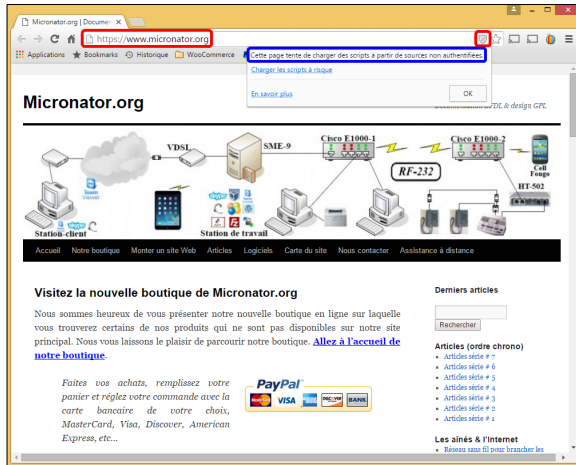 Micronator.org | Documen
https://www.micronator.org
Applications Bookmarks Historique WooCommerce
Cette page tente de charger des scripts à partir de sources non authentifiées.
Charger les scripts à risque
En savoir plus OK
Micronator.org
& design GPL
VDSL SME-9 Cisco E1000-1 Cisco E1000-2
RF-232
Cell
Fongo
HT-502
Station-client Station de travail
Accueil Notre boutique Monter un site Web Articles Logiciels Carte du site Nous contacter Assistance à distance
Visitez la nouvelle boutique de Micronator.org
Nous sommes heureux de vous présenter notre nouvelle boutique en ligne sur laquelle
vous trouverez certains de nos produits qui ne sont pas disponibles sur notre site
principal. Nous vous laissons le plaisir de parcourir notre boutique. Allez à l'accueil de
notre boutique.
Faites vos achats, remplissez votre
panier et réglez votre commande avec la
carte bancaire de votre choix,
MasterCard, Visa, Discover, American
Express, etc...
PayPal
MasterCard VISA DISCOVER BANK
Derniers articles
Rechercher
Articles (ordre chrono)
Articles série # 7
Articles série # 6
Articles série # 5
Articles série # 4
Articles série # 3
Articles série # 2
Articles série # 1
Les aînés & l'Internet
Réseau sans fil pour brancher les